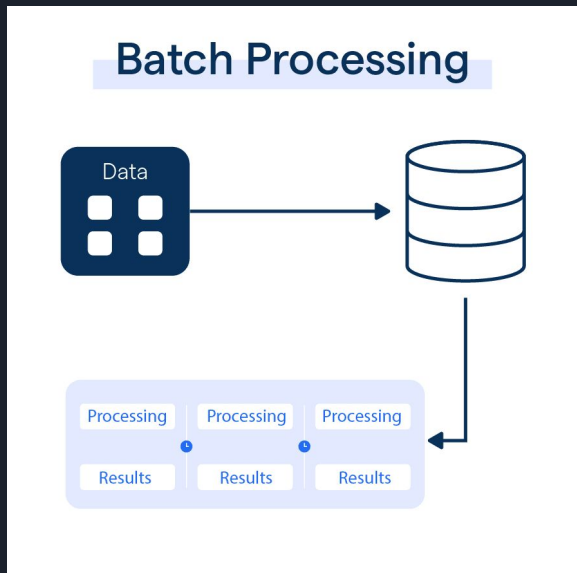 Batch Processing
Data
Processing Processing Processing
Results Results Results